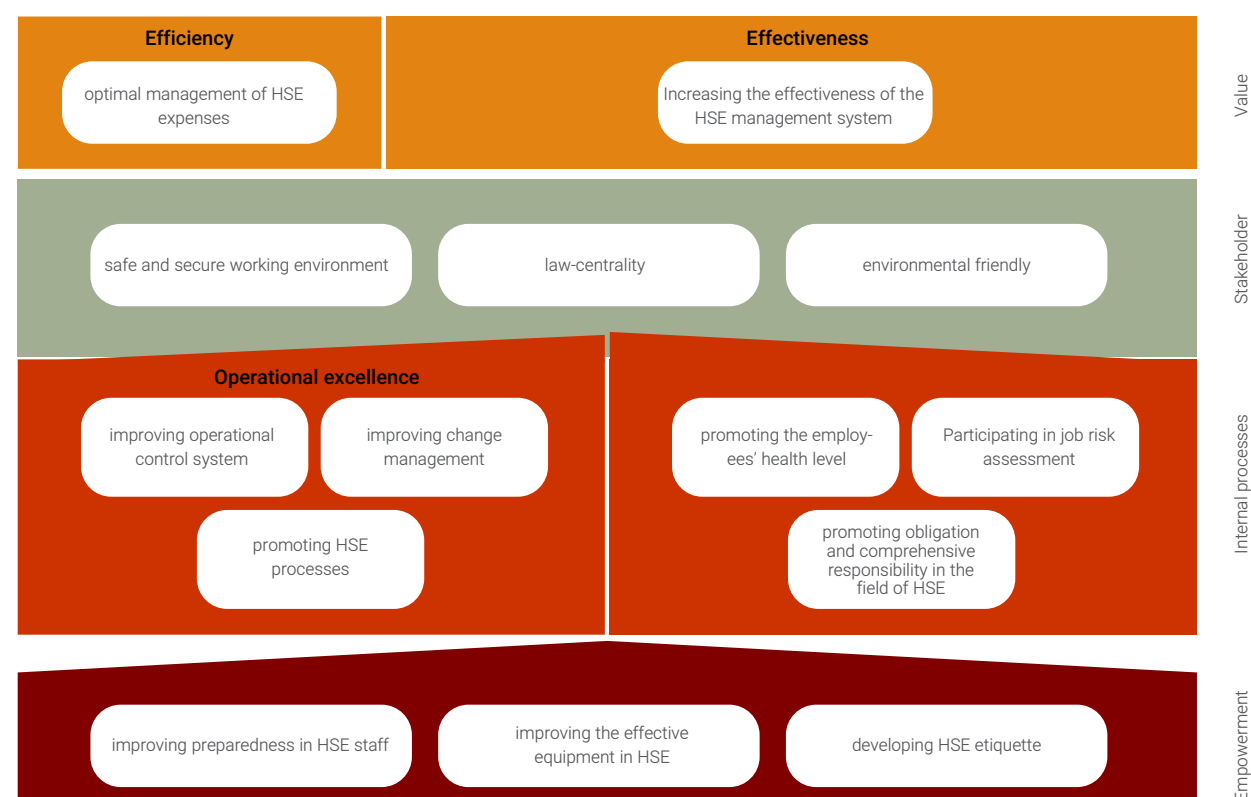 Efficiency
Effectiveness
optimal management of HSE
expenses
Increasing the effectiveness of the
HSE management system
Value
safe and secure working environment
law-centrality
environmental friendly
Stakeholder
Operational excellence
improving operational
control system
improving change
management
promoting the employ-
ees' health level
Participating in job risk
assessment
promoting HSE
processes
promoting obligation
and comprehensive
responsibility in the
field of HSE
Internal processes
improving preparedness in HSE staff
improving the effective
equipment in HSE
developing HSE etiquette
Empowerment